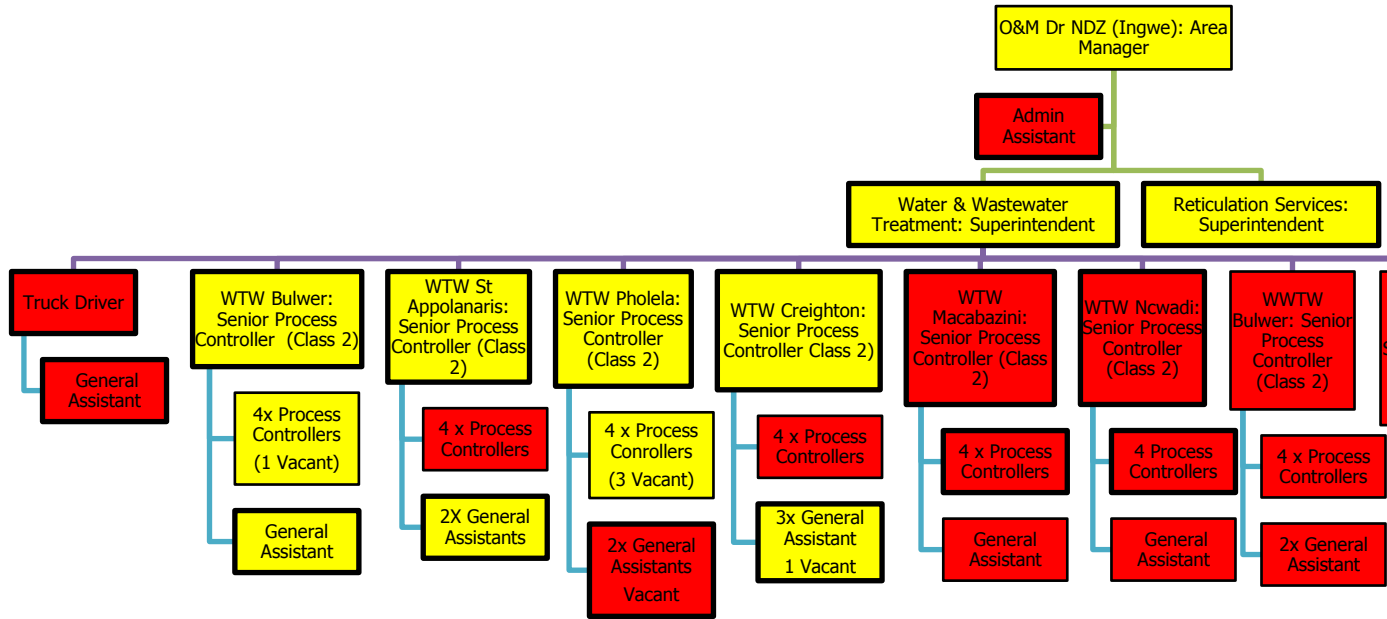 O&M Dr NDZ (Ingwe): Area
Manager
Admin
Assistant
Water & Wastewater
Treatment: Superintendent
Reticulation Services:
Superintendent
Truck Driver
General
Assistant
WTW Bulwer:
Senior Process
Controller (Class 2)
4x Process
Controllers
(1 Vacant)
General
Assistant
WTW St
Appolanaris:
Senior Process
Controller (Class
2)
4 x Process
Controllers
2X General
Assistants
WTW Pholela:
Senior Process
Controller
(Class 2)
4 x Process
Conrollers
(3 Vacant)
2x General
Assistants
Vacant
WTW Creighton:
Senior Process
Controller Class 2)
4 x Process
Controllers
3x General
Assistant
1 Vacant
WTW
Macabazini:
Senior Process
Controller (Class
2)
4 x Process
Controllers
General
Assistant
WTW Ncwadi:
Senior Process
Controller
(Class 2)
4 Process
Controllers
General
Assistant
WWTW
Bulwer: Senior
Process
Controller
(Class 2)
4 x Process
Controllers
2x General
Assistant